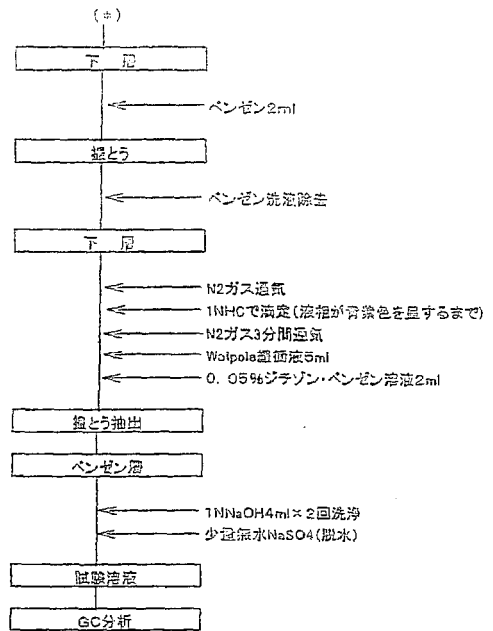 (*)
下 層
ベンゼン2ml
振とう
ベンゼン洗液除去
下 層
N2ガス通気
1NHCで滴定(液相が青紫色を呈するまで)
N2ガス3分間通気
Walpole緩衝液5ml
0.05%ジチゾン・ベンゼン溶液2ml
振とう抽出
ベンゼン層
1NNaOH4ml×2回洗浄
少量無水NaSO4(脱水)
試験溶液
GC分析